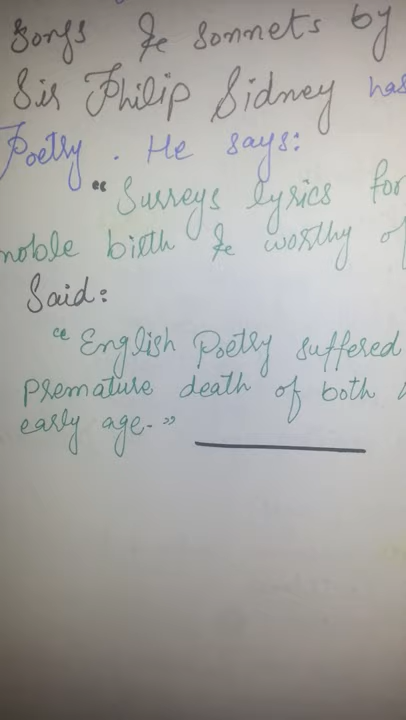 Songs & Sonnets by
Sir Philip Sidney has
Poetry. He says:
"Surreys lyrics for
noble birth & worthy of
Said:
"English Poetry suffered
premature death of both
early age."